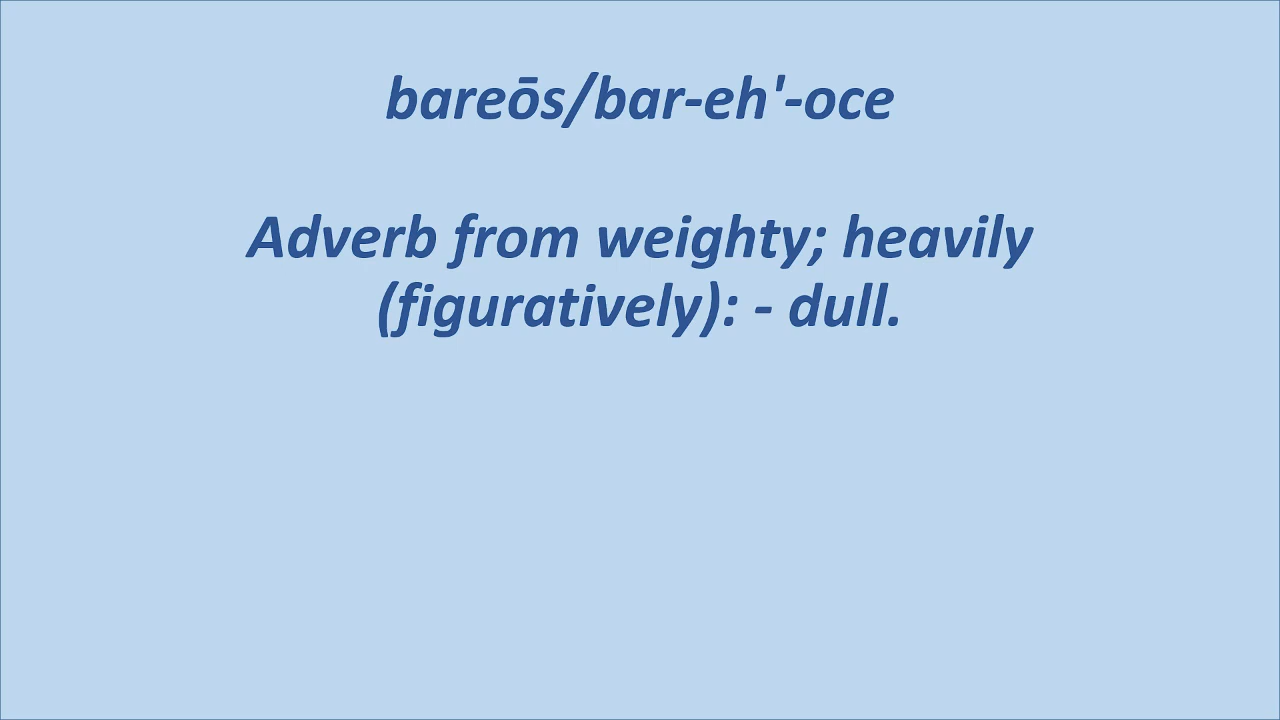 bareōs/bar-eh'-oce
Adverb from weighty; heavily
(figuratively): - dull.